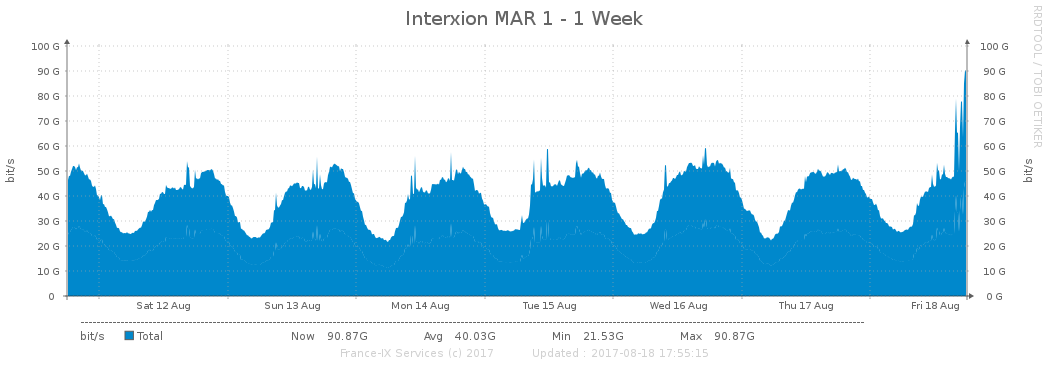 Interxion MAR 1 - 1 Week
RRDTOOL / TOBI OETIKER
bit/s
bit/s
100 G 100 G
90 G 90 G
80 G 80 G
70 G 70 G
60 G 60 G
50 G 50 G
40 G 40 G
30 G 30 G
20 G 20 G
10 G 10 G
0 0 G
Sat 12 Aug Sun 13 Aug Mon 14 Aug Tue 15 Aug Wed 16 Aug Thu 17 Aug Fri 18 Aug
bit/s Total Now 90.87G Avg 40.03G Min 21.53G Max 90.87G
France-IX Services (c) 2017 Updated : 2017-08-18 17:55:15